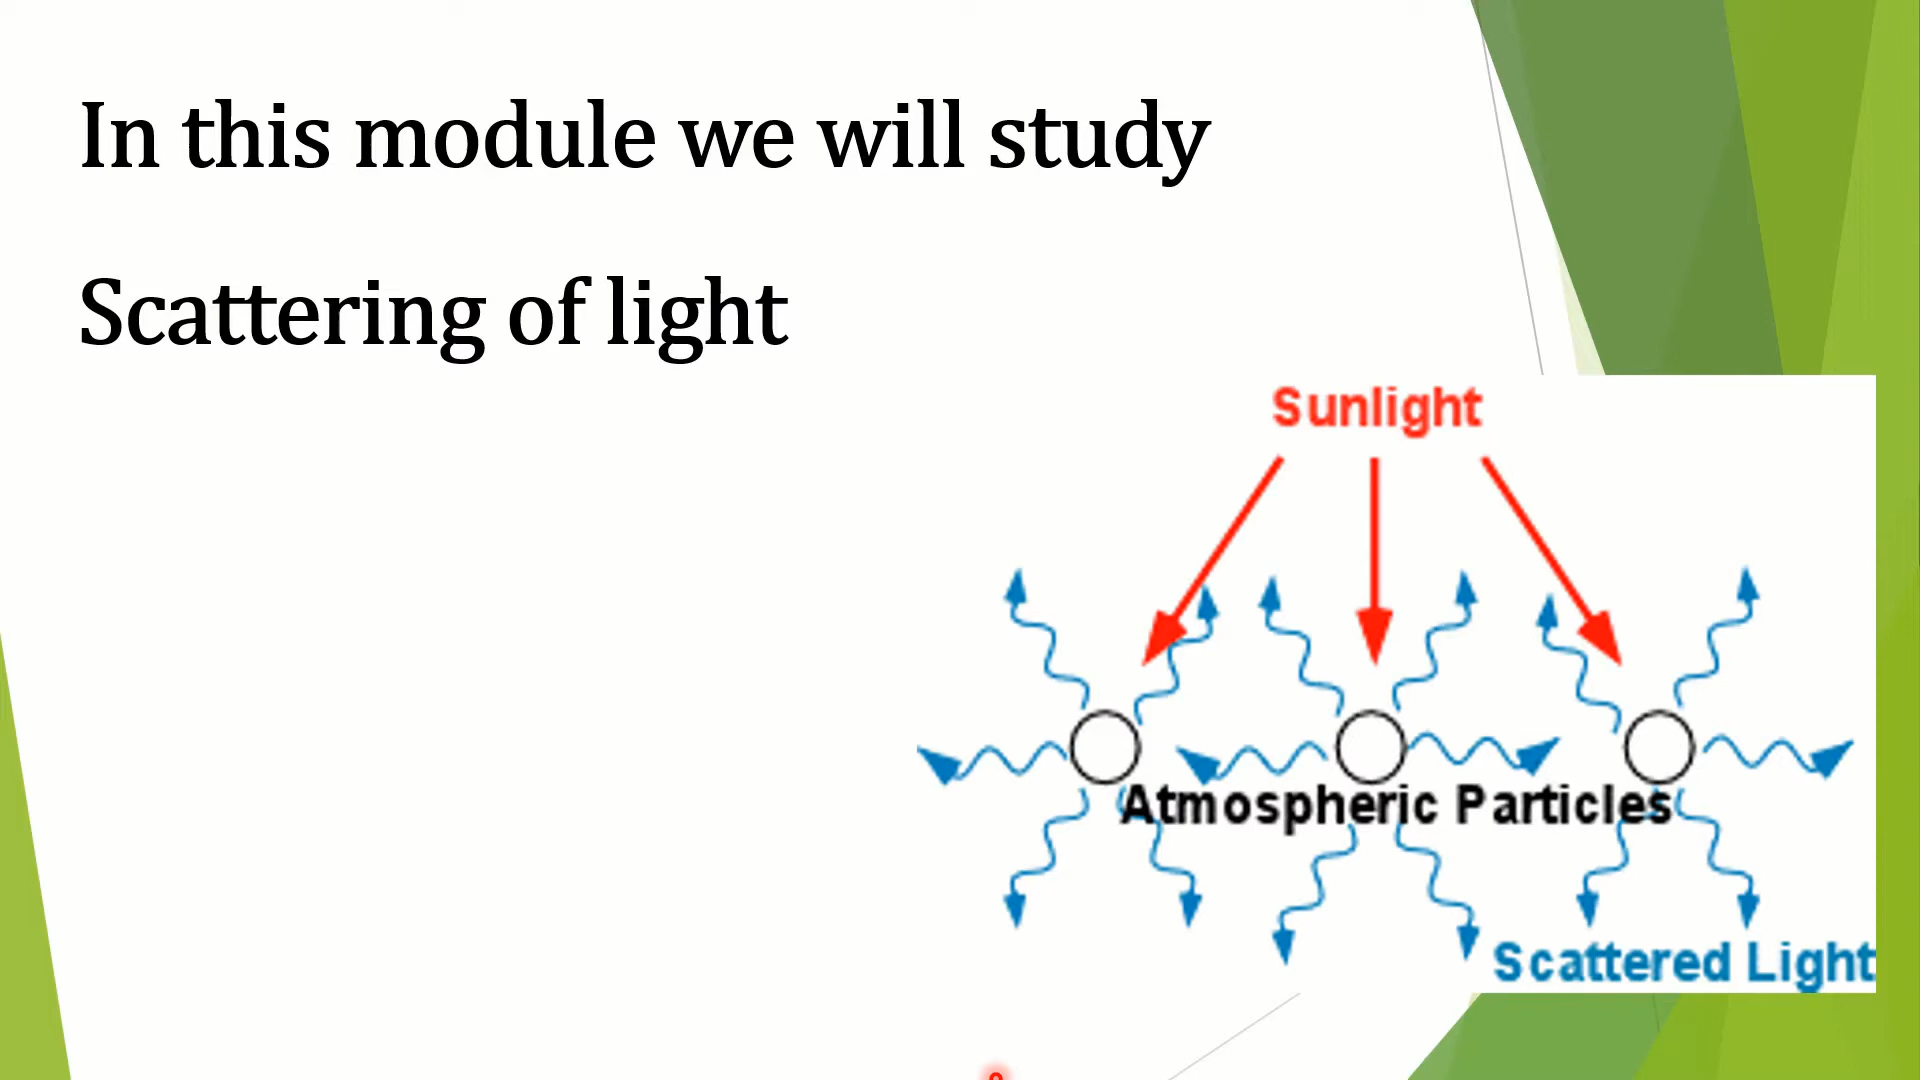 In this module we will study
Scattering of light
Sunlight
Atmospheric Particles
Scattered Light